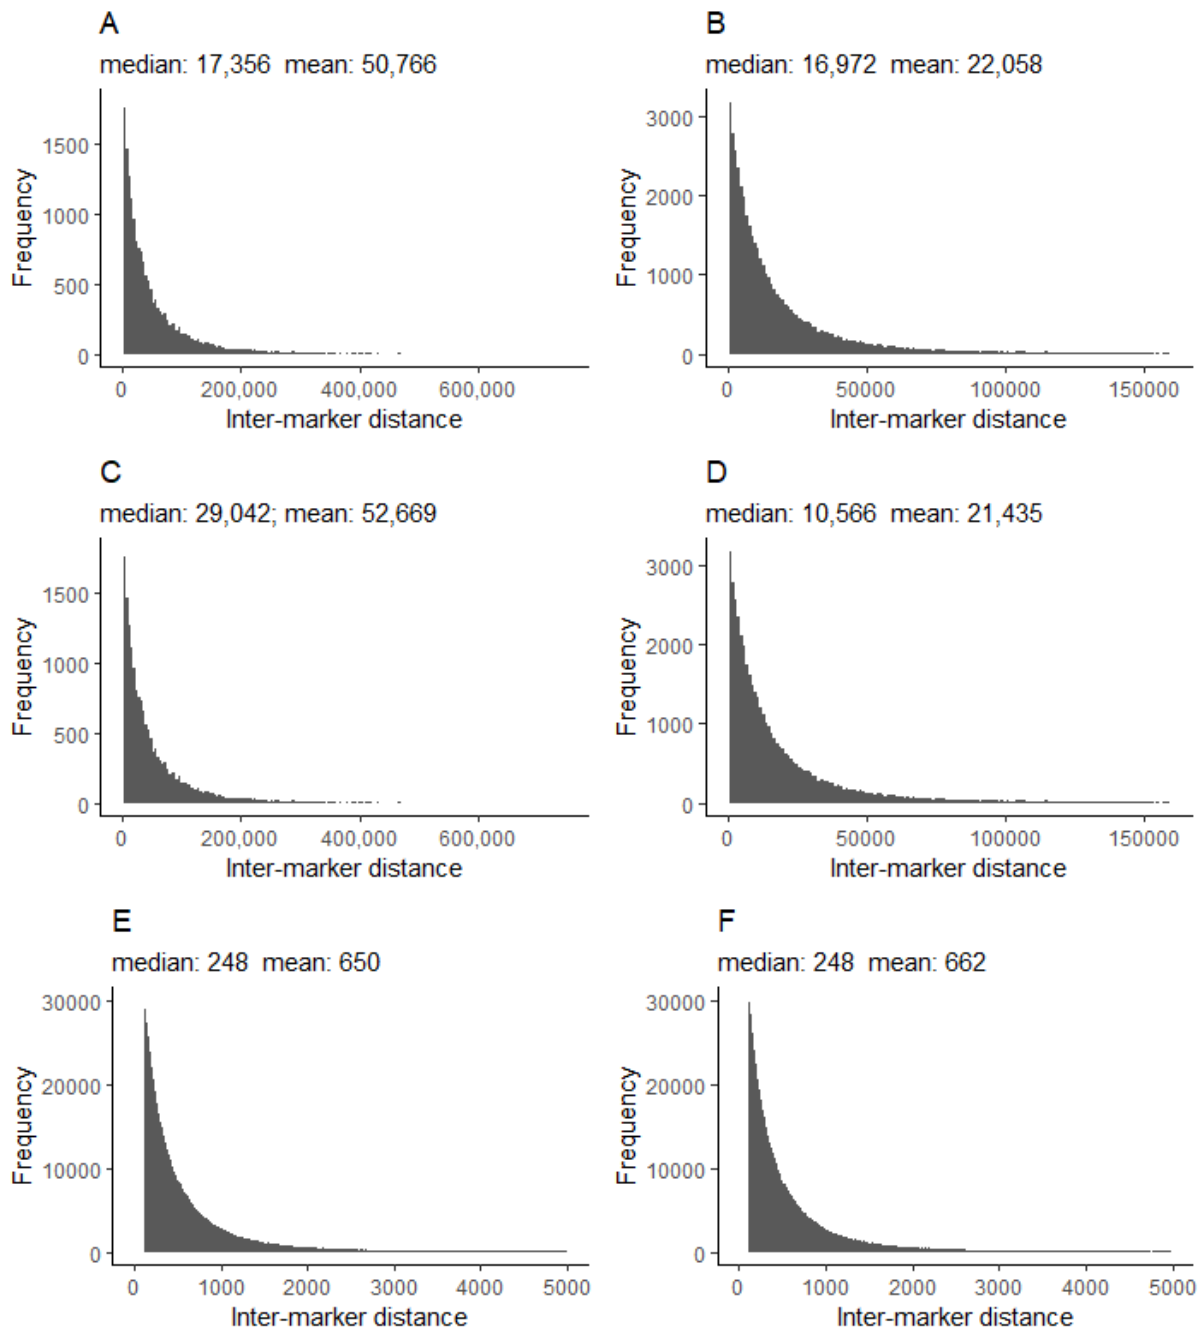 A
median: 17,356  mean: 50,766
1500
1000
500
0
Frequency
0 200,000 400,000 600,000
Inter-marker distance
B
median: 16,972  mean: 22,058
3000
2000
1000
0
Frequency
0 50000 100000 150000
Inter-marker distance
C
median: 29,042; mean: 52,669
1500
1000
500
0
Frequency
0 200,000 400,000 600,000
Inter-marker distance
D
median: 10,566  mean: 21,435
3000
2000
1000
0
Frequency
0 50000 100000 150000
Inter-marker distance
E
median: 248  mean: 650
30000
20000
10000
0
Frequency
0 1000 2000 3000 4000 5000
Inter-marker distance
F
median: 248  mean: 662
30000
20000
10000
0
Frequency
0 1000 2000 3000 4000 5000
Inter-marker distance